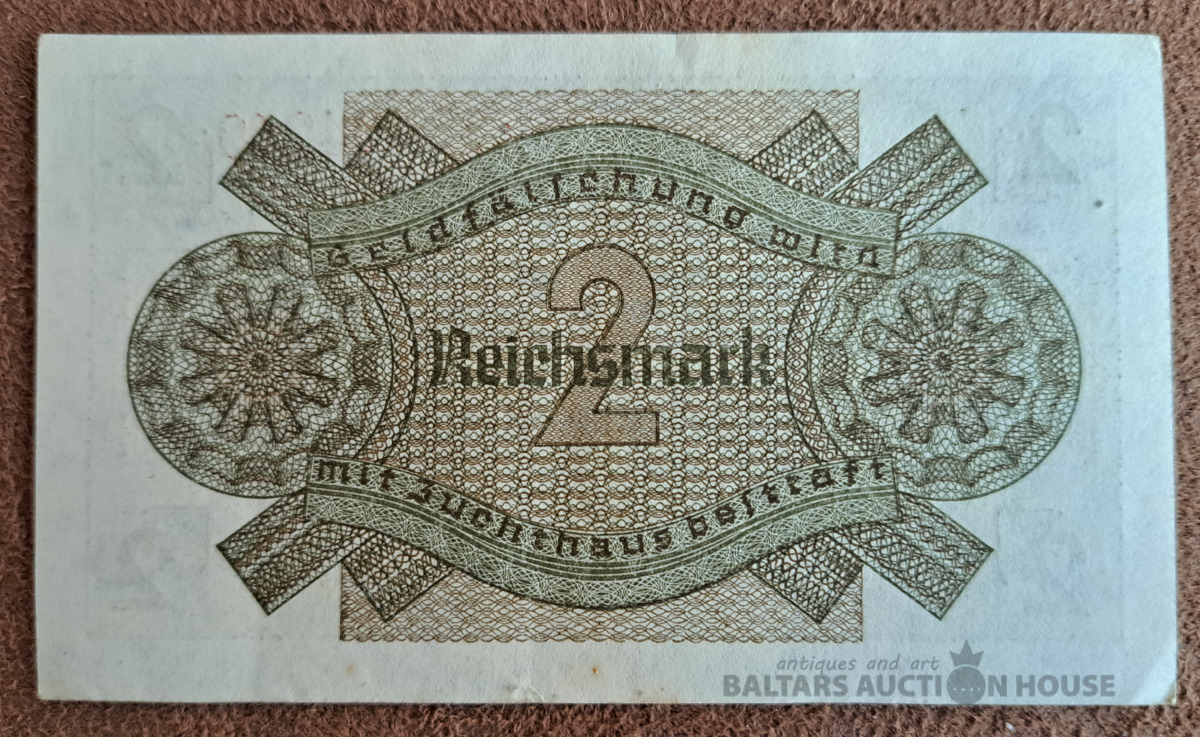 Geldfälschung wird
2
Reichsmark
mit Zuchthaus bestraft
antiques and art
BALTARS AUCTION HOUSE